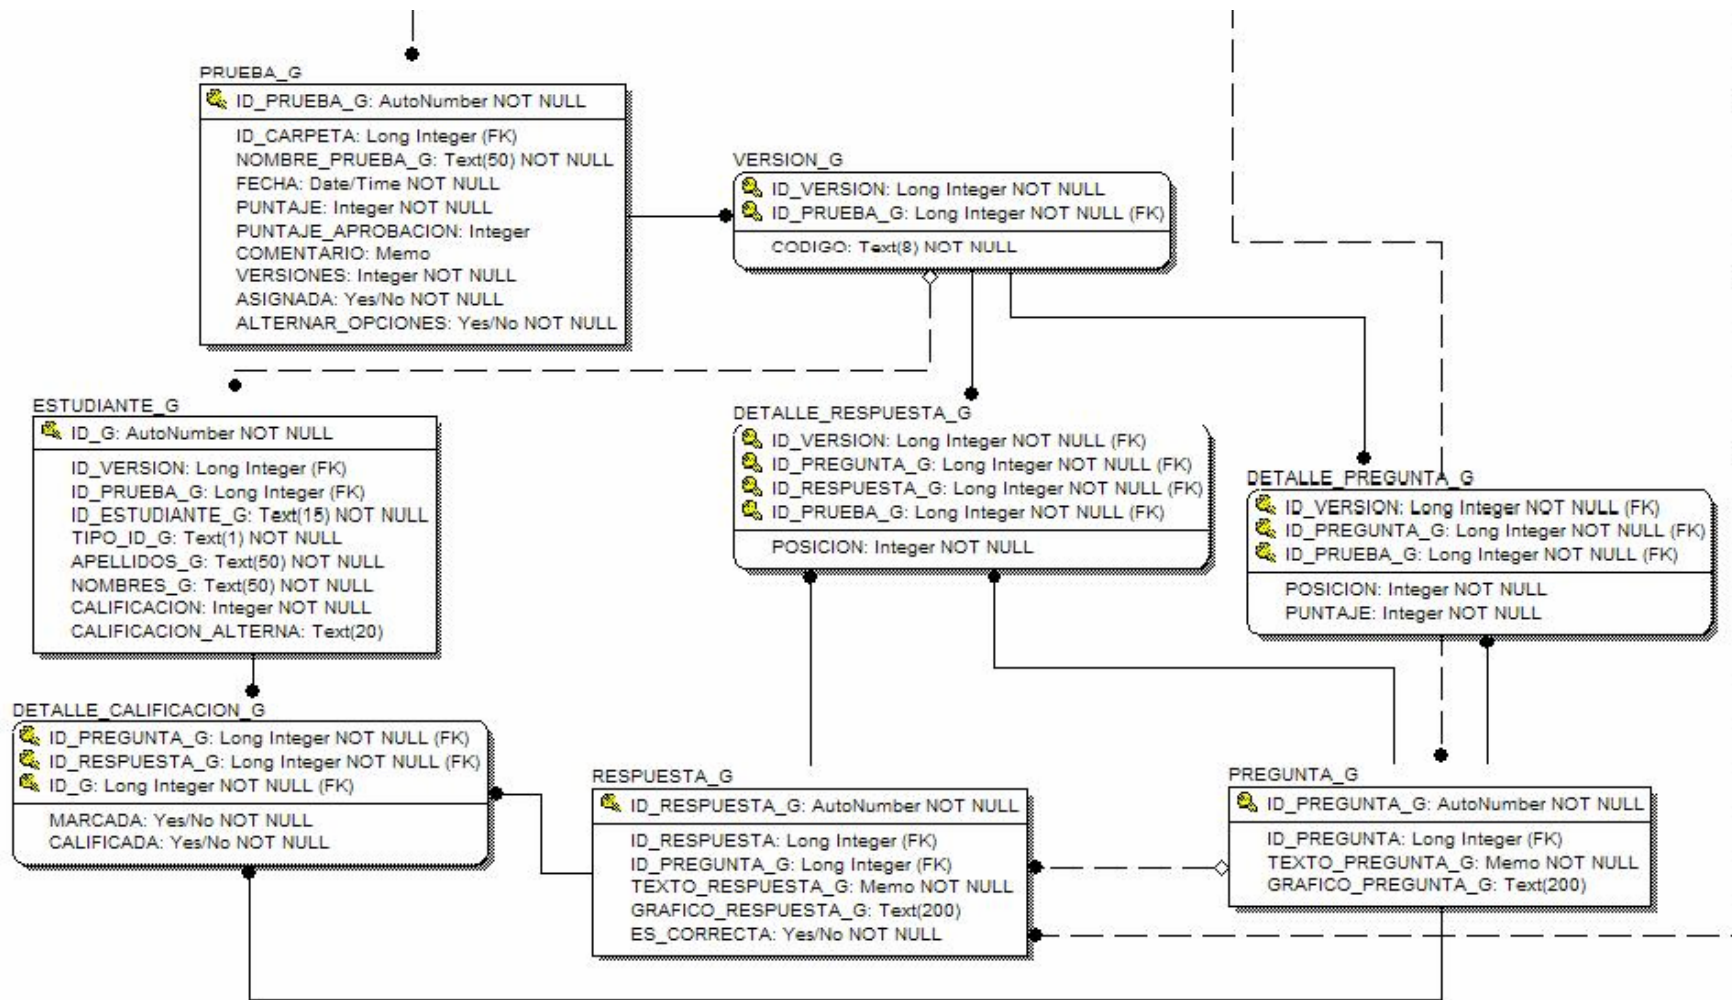 PRUEBA_G
ID_PRUEBA_G: AutoNumber NOT NULL
ID_CARPETA: Long Integer (FK)
NOMBRE_PRUEBA_G: Text(50) NOT NULL
FECHA: Date/Time NOT NULL
PUNTAJE: Integer NOT NULL
PUNTAJE_APROBACION: Integer
COMENTARIO: Memo
VERSIONES: Integer NOT NULL
ASIGNADA: Yes/No NOT NULL
ALTERNAR_OPCIONES: Yes/No NOT NULL
VERSION_G
ID_VERSION: Long Integer NOT NULL
ID_PRUEBA_G: Long Integer NOT NULL (FK)
CODIGO: Text(8) NOT NULL
ESTUDIANTE_G
ID_G: AutoNumber NOT NULL
ID_VERSION: Long Integer (FK)
ID_PRUEBA_G: Long Integer (FK)
ID_ESTUDIANTE_G: Text(15) NOT NULL
TIPO_ID_G: Text(1) NOT NULL
APELLIDOS_G: Text(50) NOT NULL
NOMBRES_G: Text(50) NOT NULL
CALIFICACION: Integer NOT NULL
CALIFICACION_ALTERNA: Text(20)
DETALLE_RESPUESTA_G
ID_VERSION: Long Integer NOT NULL (FK)
ID_PREGUNTA_G: Long Integer NOT NULL (FK)
ID_RESPUESTA_G: Long Integer NOT NULL (FK)
ID_PRUEBA_G: Long Integer NOT NULL (FK)
POSICION: Integer NOT NULL
DETALLE_PREGUNTA_G
ID_VERSION: Long Integer NOT NULL (FK)
ID_PREGUNTA_G: Long Integer NOT NULL (FK)
ID_PRUEBA_G: Long Integer NOT NULL (FK)
POSICION: Integer NOT NULL
PUNTAJE: Integer NOT NULL
DETALLE_CALIFICACION_G
ID_PREGUNTA_G: Long Integer NOT NULL (FK)
ID_RESPUESTA_G: Long Integer NOT NULL (FK)
ID_G: Long Integer NOT NULL (FK)
MARCADA: Yes/No NOT NULL
CALIFICADA: Yes/No NOT NULL
RESPUESTA_G
ID_RESPUESTA_G: AutoNumber NOT NULL
ID_RESPUESTA: Long Integer (FK)
ID_PREGUNTA_G: Long Integer (FK)
TEXTO_RESPUESTA_G: Memo NOT NULL
GRAFICO_RESPUESTA_G: Text(200)
ES_CORRECTA: Yes/No NOT NULL
PREGUNTA_G
ID_PREGUNTA_G: AutoNumber NOT NULL
ID_PREGUNTA: Long Integer (FK)
TEXTO_PREGUNTA_G: Memo NOT NULL
GRAFICO_PREGUNTA_G: Text(200)